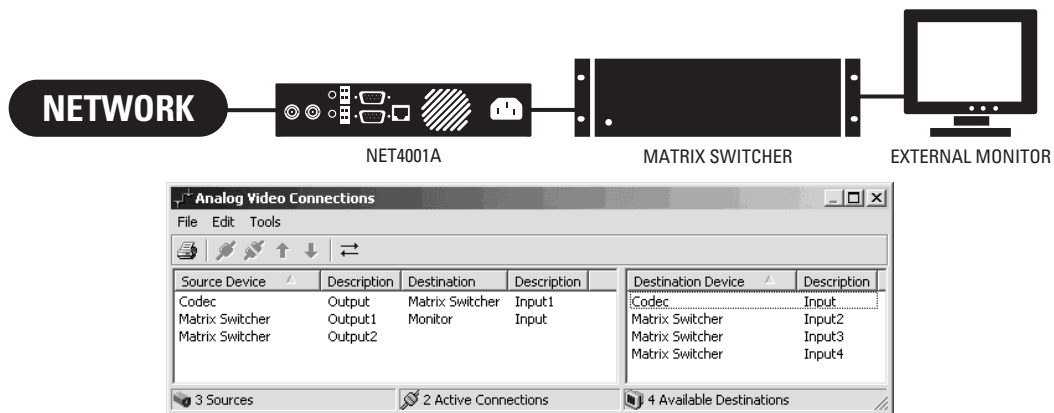 NETWORK
NET4001A
MATRIX SWITCHER
EXTERNAL MONITOR
Analog Video Connections
File Edit Tools
Source Device Description Destination Description Destination Device Description
Codec Output Matrix Switcher Input1 Codec Input
Matrix Switcher Output1 Monitor Input Matrix Switcher Input2
Matrix Switcher Output2 Matrix Switcher Input3
Matrix Switcher Input4
3 Sources 2 Active Connections 4 Available Destinations